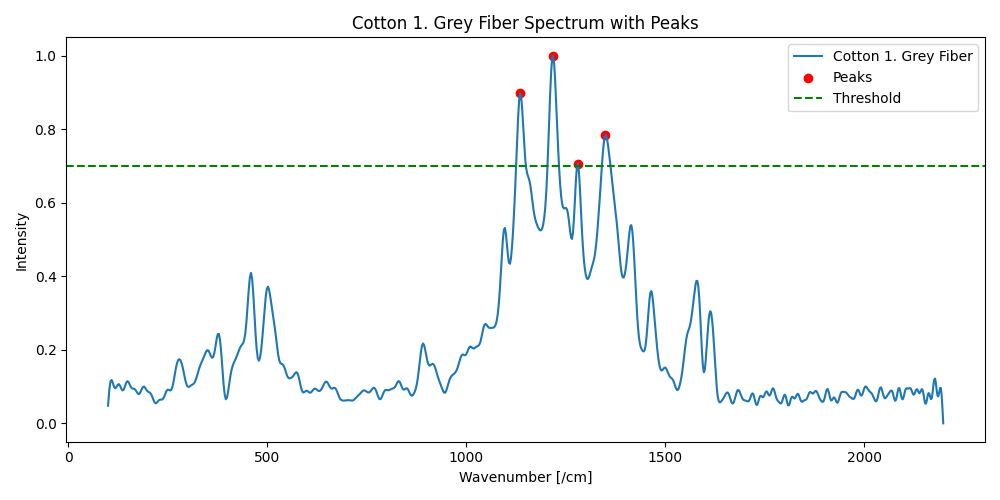 Cotton 1. Grey Fiber Spectrum with Peaks
Cotton 1. Grey Fiber
Peaks
Threshold
Intensity
1.0
0.8
0.6
0.4
0.2
0.0
0 500 1000 1500 2000
Wavenumber [/cm]